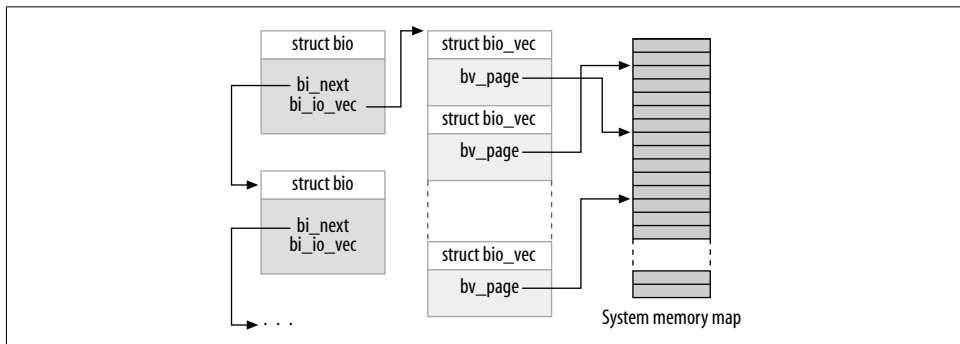 struct bio
bi_next
bi_io_vec
struct bio
bi_next
bi_io_vec
. . .
struct bio_vec
bv_page
struct bio_vec
bv_page
struct bio_vec
bv_page
System memory map